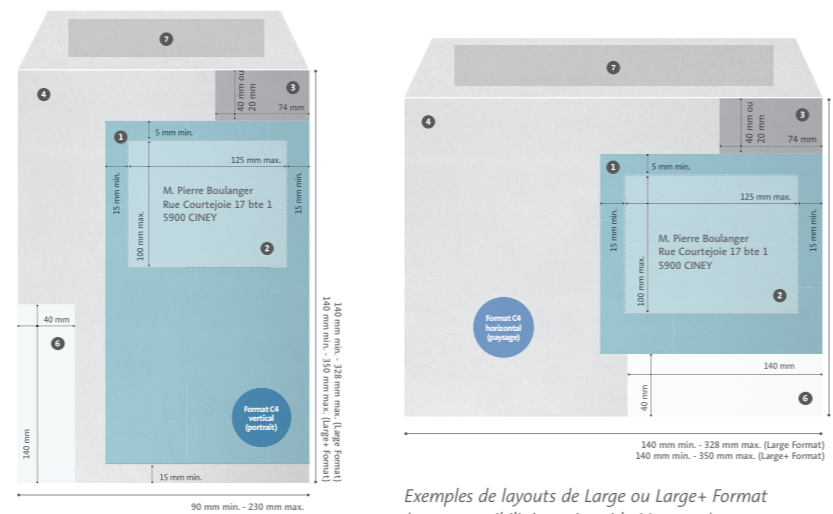 7
4
3
40 mm ou
20 mm
74 mm
1
5 mm min.
125 mm max.
15 mm min.
15 mm min.
M. Pierre Boulanger
Rue Courtejoie 17 bte 1
5900 CINEY
100 mm max.
2
40 mm
6
140 mm
Format C4
vertical
(portrait)
15 mm min.
140 mm min. - 328 mm max. (Large Format)
140 mm min. - 350 mm max. (Large+ Format)
90 mm min. - 230 mm max.
7
4
3
40 mm ou
20 mm
74 mm
1
5 mm min.
125 mm max.
15 mm min.
15 mm min.
M. Pierre Boulanger
Rue Courtejoie 17 bte 1
5900 CINEY
100 mm max.
2
Format C4
horizontal
(paysage)
140 mm
40 mm
6
140 mm min. - 328 mm max. (Large Format)
140 mm min. - 350 mm max. (Large+ Format)
Exemples de layouts de Large ou Large+ Format